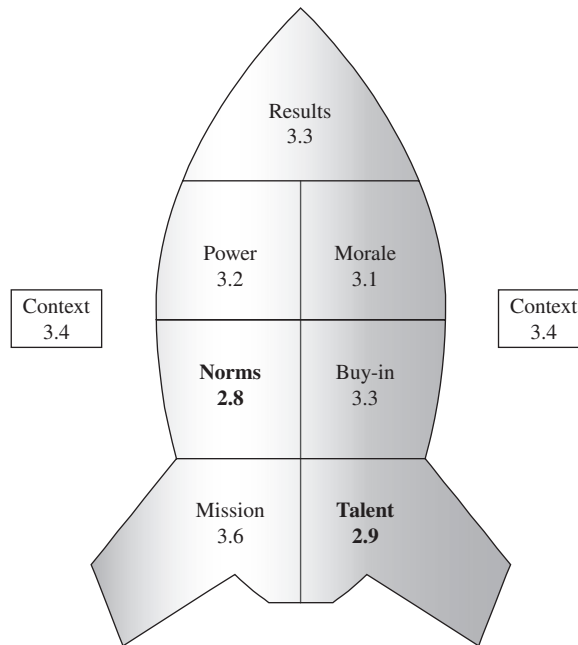 Results
3.3
Power
3.2
Morale
3.1
Context
3.4
Context
3.4
Norms
2.8
Buy-in
3.3
Mission
3.6
Talent
2.9